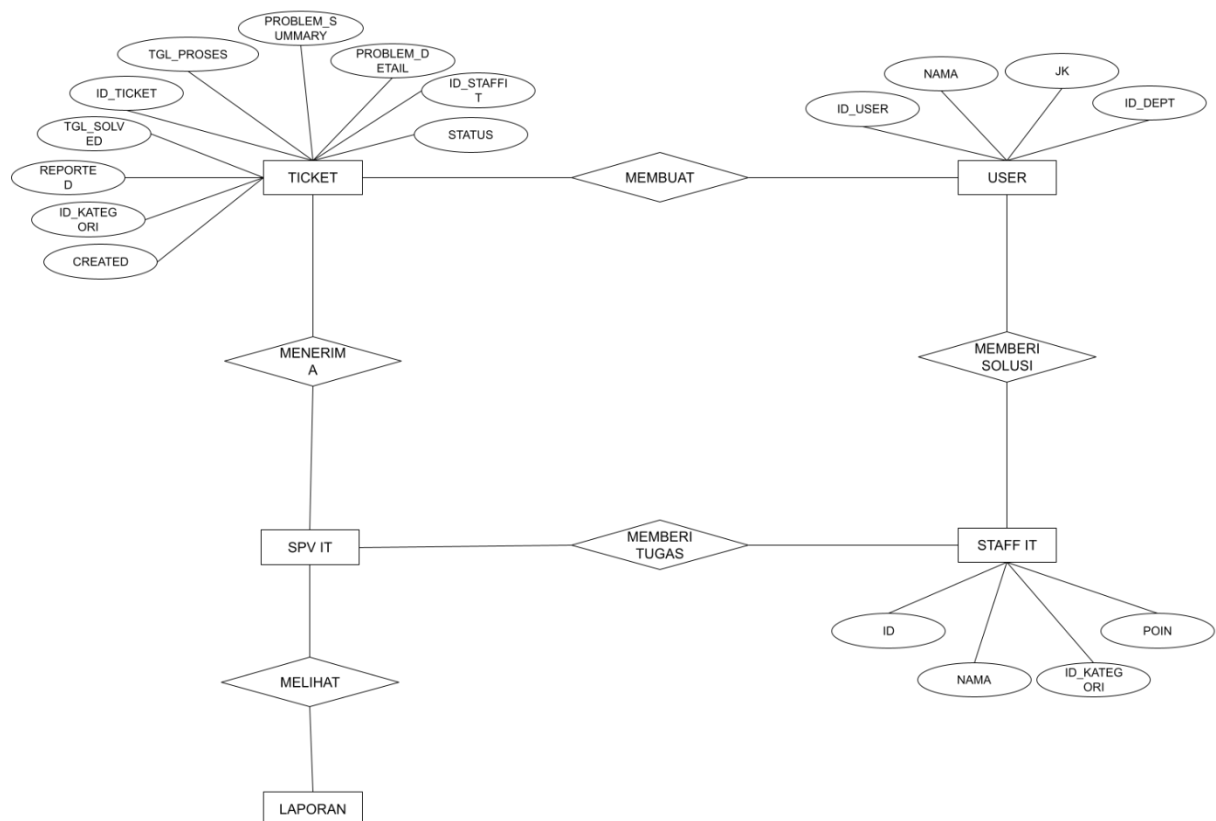 PROBLEM_S
UMMARY
TGL_PROSES
PROBLEM_D
ETAIL
ID_TICKET
ID_STAFFI
T
TGL_SOLV
ED
STATUS
REPORTE
D
TICKET
ID_KATEG
ORI
CREATED
MEMBUAT
NAMA
JK
ID_USER
ID_DEPT
USER
MENERIM
A
MEMBERI
SOLUSI
SPV IT
MEMBERI
TUGAS
STAFF IT
ID
POIN
NAMA
ID_KATEG
ORI
MELIHAT
LAPORAN